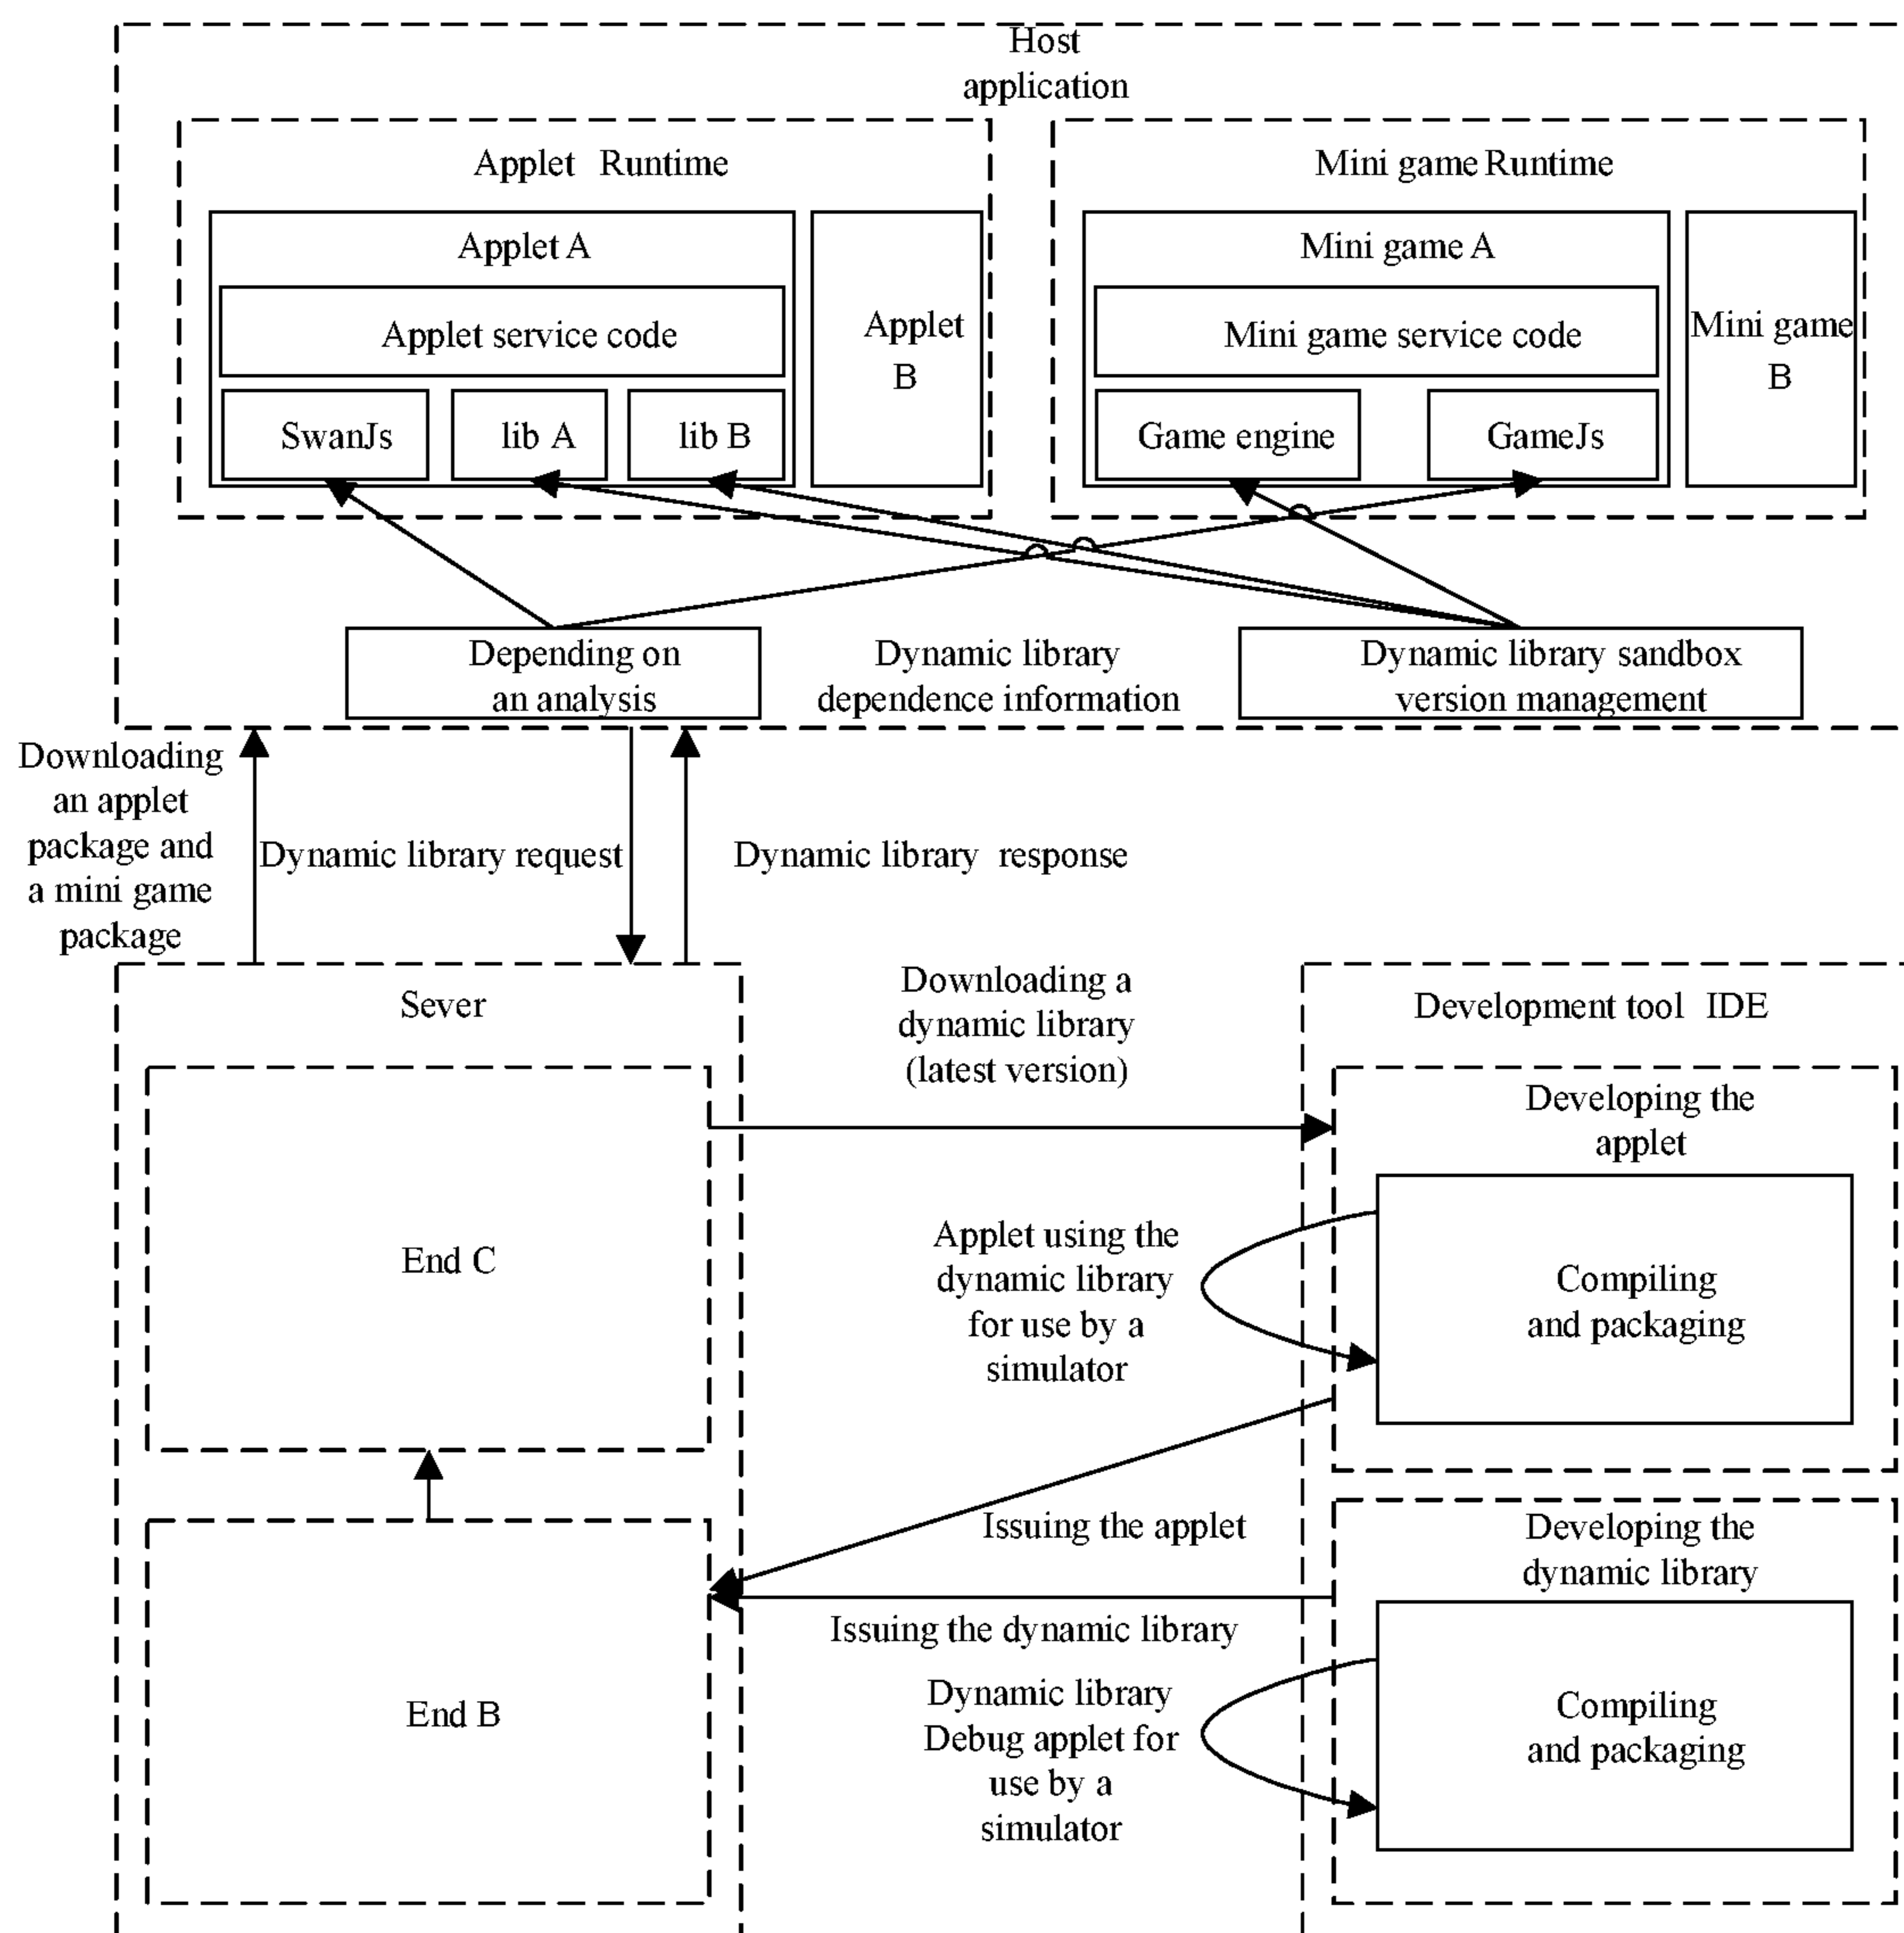 Host
application
Applet Runtime
Mini game Runtime
Applet A
Applet service code
SwanJs
lib A
lib B
Applet
B
Mini game A
Mini game service code
Game engine
GameJs
Mini game
B
Depending on
an analysis
Dynamic library
dependence information
Dynamic library sandbox
version management
Downloading
an applet
package and
a mini game
package
Dynamic library request
Dynamic library response
Sever
End C
End B
Downloading a
dynamic library
(latest version)
Development tool IDE
Developing the
applet
Compiling
and packaging
Applet using the
dynamic library
for use by a
simulator
Issuing the applet
Issuing the dynamic library
Developing the
dynamic library
Compiling
and packaging
Dynamic library
Debug applet for
use by a
simulator